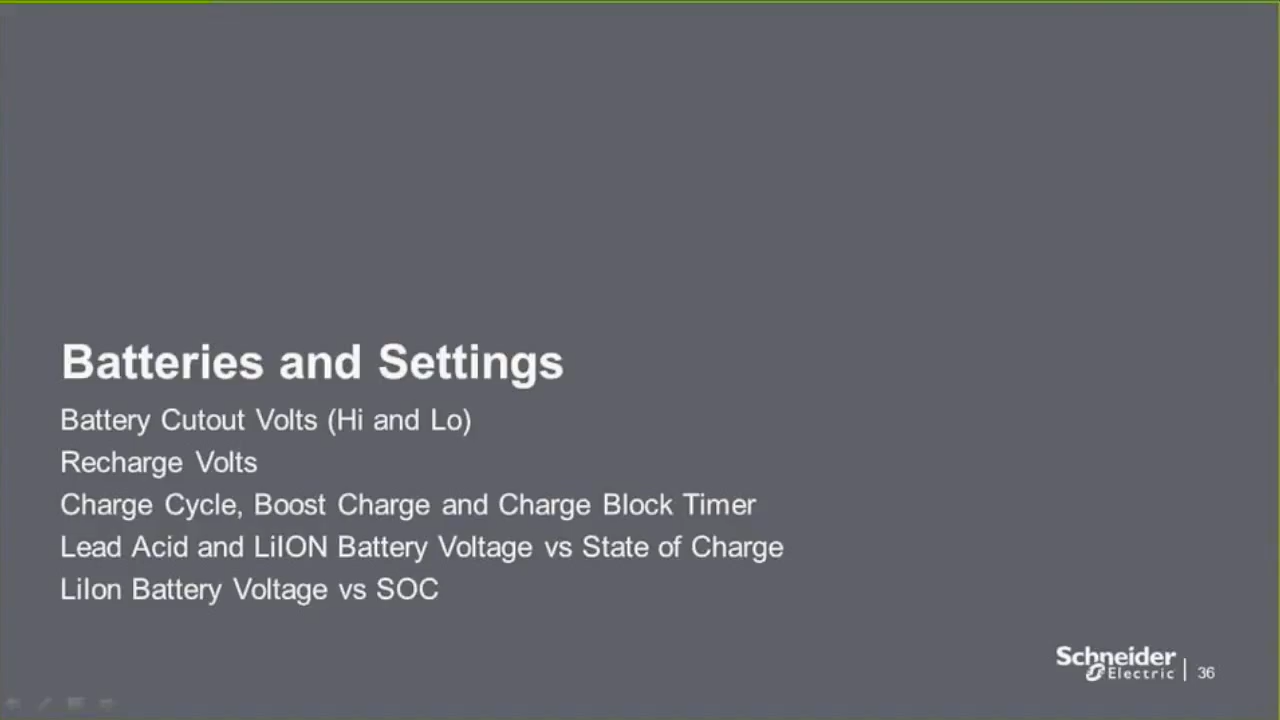 Batteries and Settings
Battery Cutout Volts (Hi and Lo)
Recharge Volts
Charge Cycle, Boost Charge and Charge Block Timer
Lead Acid and LiION Battery Voltage vs State of Charge
LiIon Battery Voltage vs SOC
Schneider
Electric
36